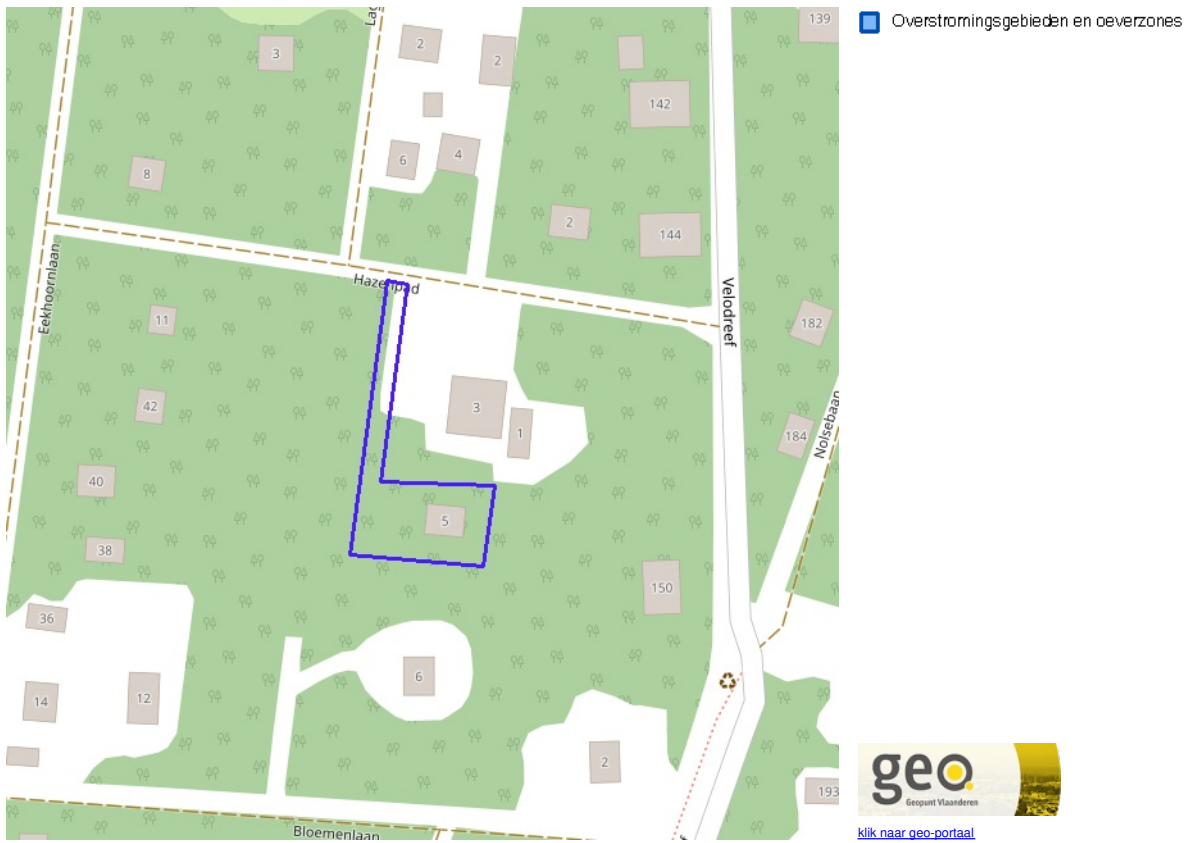 Overstromingsgebieden en oeverzones
139
Lag
2
3
2
142
6
4
8
2
144
Eekhoornlaan
Hazenpad
Velodreef
11
182
42
3
1
Nolsebaan
184
40
5
38
150
36
6
14
12
2
193
Bloemenlaan
geo.
Geopunt Vlaanderen
klik naar geo-portaal